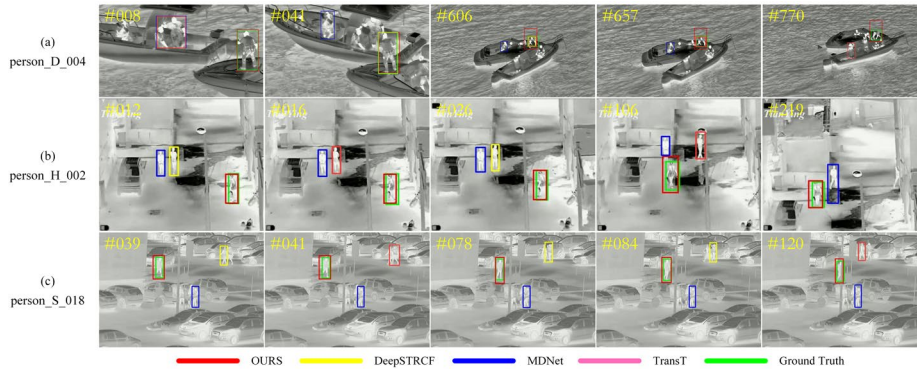 (a)
person_D_004
#008
#041
#606
#657
#770
(b)
person_H_002
#012
#016
#026
#106
#219
(c)
person_S_018
#039
#041
#078
#084
#120
OURS
DeepSTRCF
MDNet
TransT
Ground Truth